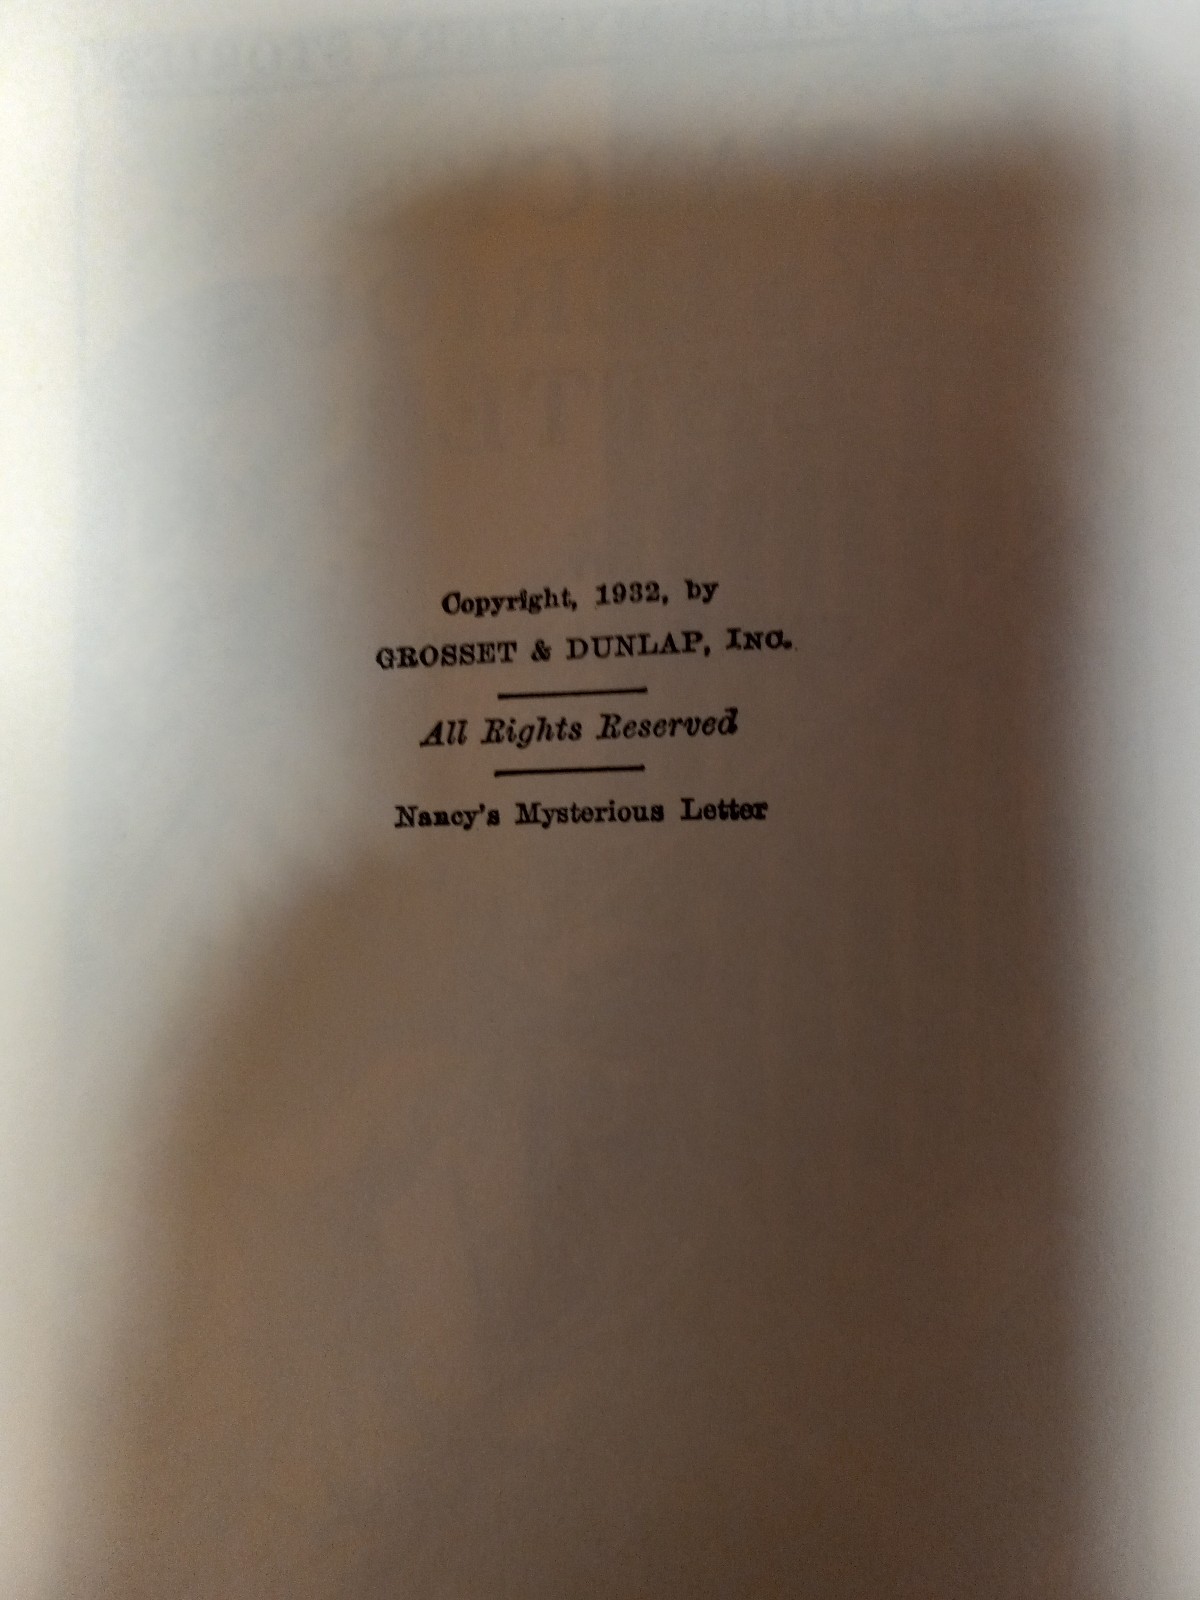 Copyright, 1932, by
GROSSET & DUNLAP, INC.
All Rights Reserved
Nancy's Mysterious Letter